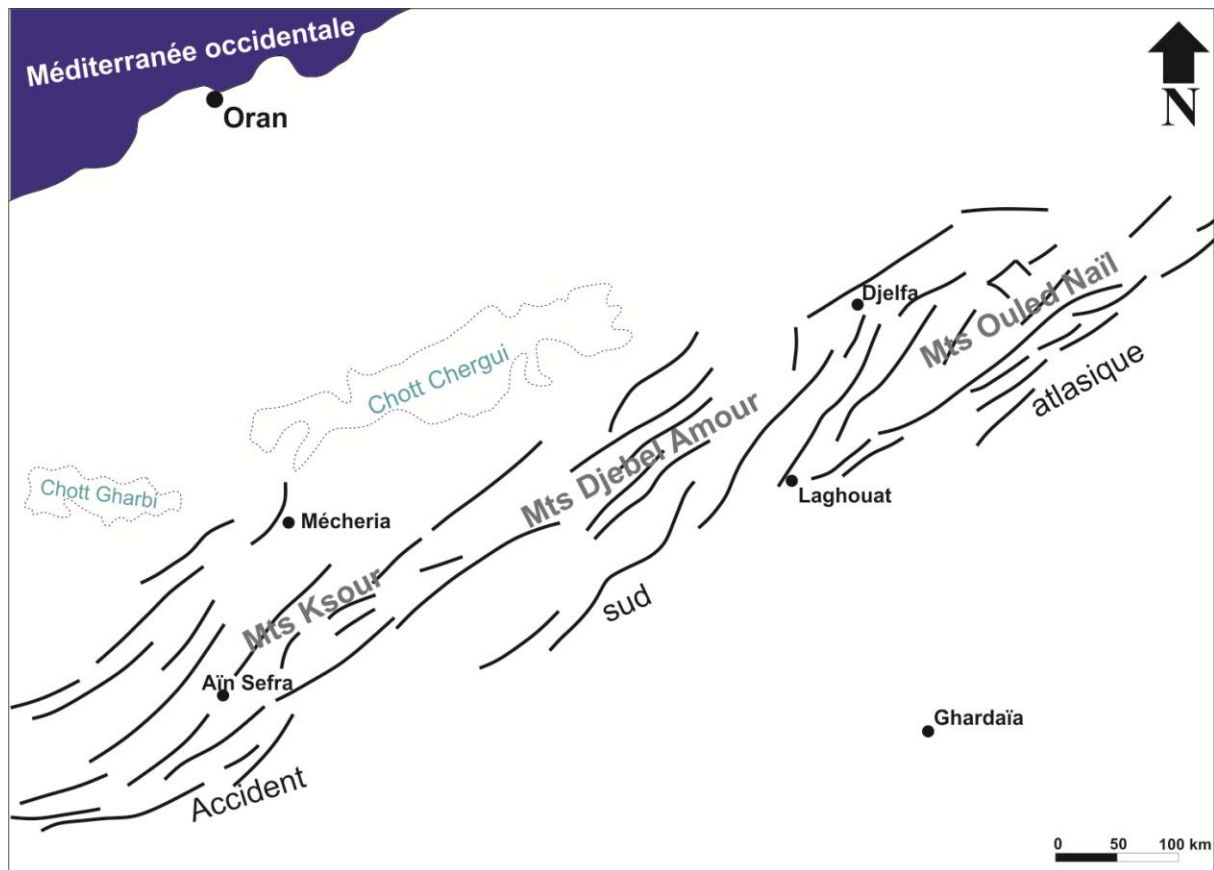 Méditerranée occidentale
N
Oran
Djelfa
Mts Ouled Naïl
atlasique
Chott Chergui
Mts Djebel Amour
Chott Gharbi
Laghouat
Mécheria
Mts Ksour
sud
Aïn Sefra
Ghardaïa
Accident
0 50 100 km